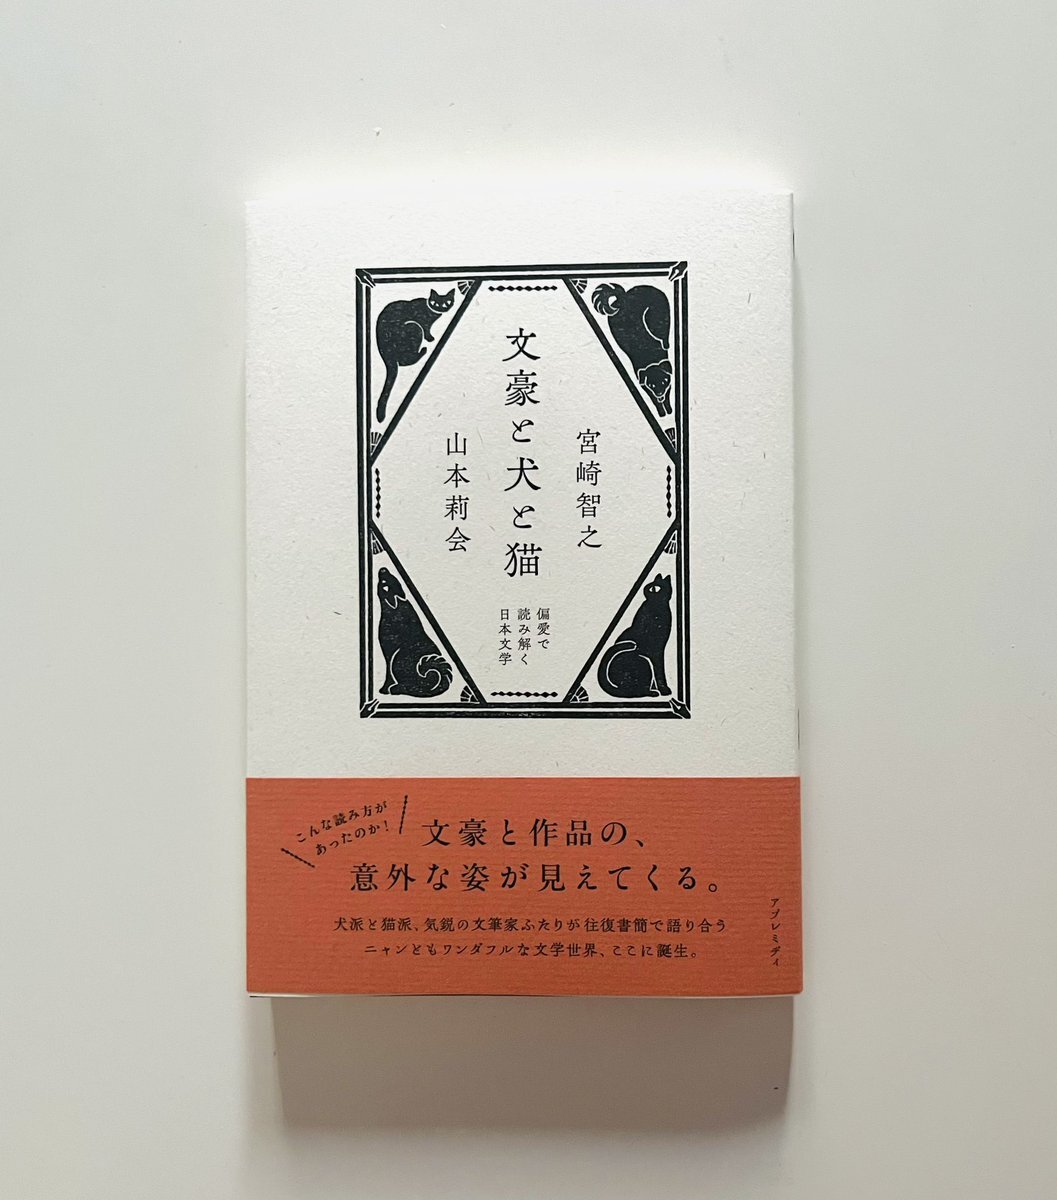 宮崎智之
文豪と犬と猫
山本莉会
偏愛で
読み解く
日本文学
こんな読み方が
あったのか！
文豪と作品の、
意外な姿が見えてくる。
犬派と猫派、気鋭の文筆家ふたりが往復書簡で語り合う
ニャンどもワンダフルな文学世界、ここに誕生。
アプレミディ